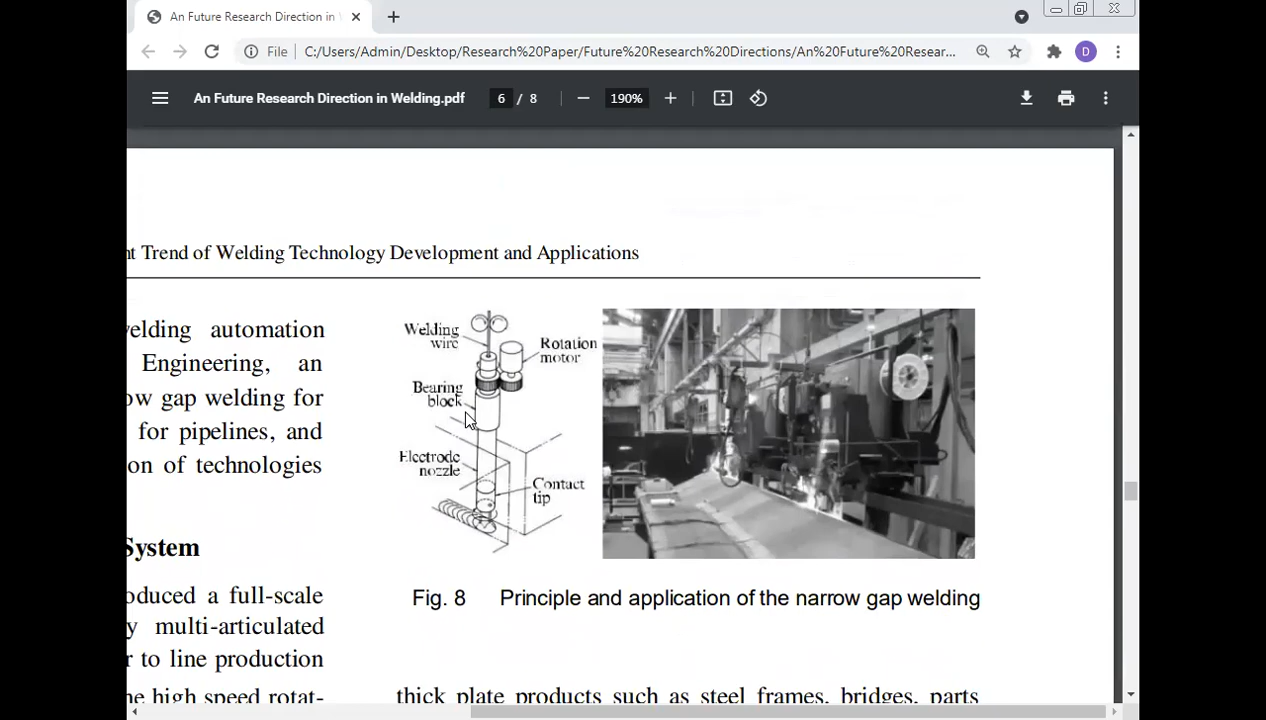 An Future Research Direction in
File
C:/Users/Admin/Desktop/Research%20Paper/Future%20Research%20Directions/An%20Future%20Resear...
D
An Future Research Direction in Welding.pdf
6 / 8
190%
nt Trend of Welding Technology Development and Applications
elding automation
Engineering, an
ow gap welding for
for pipelines, and
on of technologies
System
oduced a full-scale
y multi-articulated
r to line production
he high speed rotat-
Welding
wire
Rotation
motor
Bearing
block
Electrode
nozzle
Contact
tip
Fig. 8 Principle and application of the narrow gap welding
thick plate products such as steel frames, bridges, parts